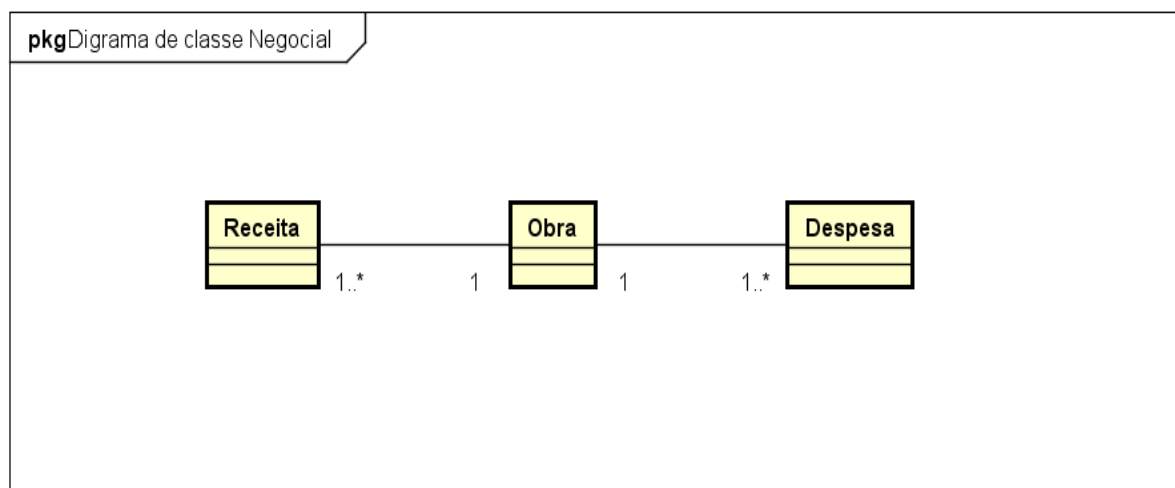 pkgDigrama de classe Negocial
Receita
Obra
Despesa
1..*
1
1
1..*